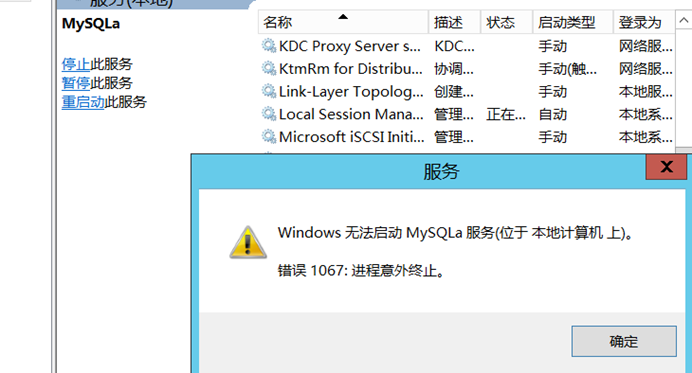 服务(本地)
MySQLa
停止此服务
暂停此服务
重启动此服务
名称 描述 状态 启动类型 登录为
KDC Proxy Server s... KDC... 手动 网络服...
KtmRm for Distribu... 协调... 手动(触... 网络服...
Link-Layer Topolog... 创建... 手动 本地服...
Local Session Mana... 管理... 正在... 自动 本地系...
Microsoft iSCSI Initi... 管理... 手动 本地系...
服务
Windows 无法启动 MySQLa 服务(位于 本地计算机 上)。
错误 1067: 进程意外终止。
确定